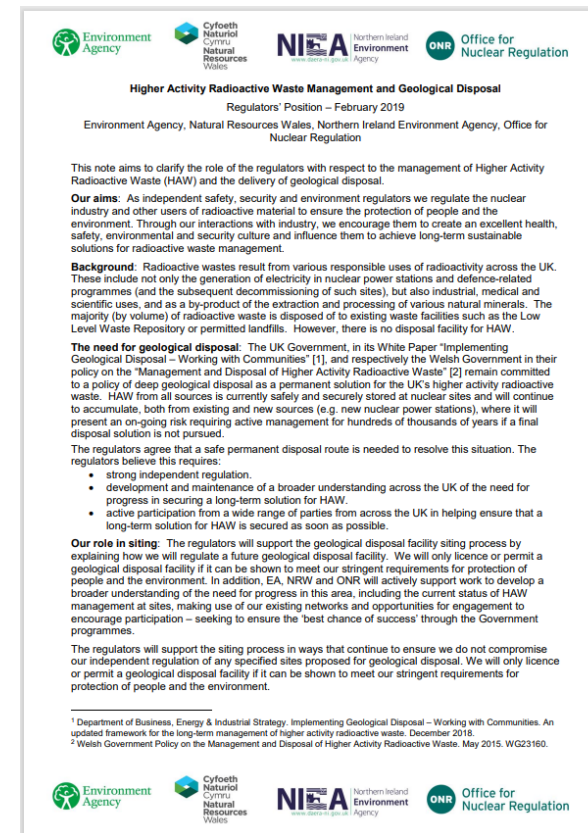 Environment
Agency
Cyfoeth
Naturiol
Cymru
Natural
Resources
Wales
NIEA
Northern Ireland
Environment
Agency
www.daera-ni.gov.uk
ONR
Office for
Nuclear Regulation
Higher Activity Radioactive Waste Management and Geological Disposal
Regulators' Position – February 2019
Environment Agency, Natural Resources Wales, Northern Ireland Environment Agency, Office for
Nuclear Regulation
This note aims to clarify the role of the regulators with respect to the management of Higher Activity
Radioactive Waste (HAW) and the delivery of geological disposal.
Our aims: As independent safety, security and environment regulators we regulate the nuclear
industry and other users of radioactive material to ensure the protection of people and the
environment. Through our interactions with industry, we encourage them to create an excellent health,
safety, environmental and security culture and influence them to achieve long-term sustainable
solutions for radioactive waste management.
Background: Radioactive wastes result from various responsible uses of radioactivity across the UK.
These include not only the generation of electricity in nuclear power stations and defence-related
programmes (and the subsequent decommissioning of such sites), but also industrial, medical and
scientific uses, and as a by-product of the extraction and processing of various natural minerals. The
majority (by volume) of radioactive waste is disposed of to existing waste facilities such as the Low
Level Waste Repository or permitted landfills. However, there is no disposal facility for HAW.
The need for geological disposal: The UK Government, in its White Paper "Implementing
Geological Disposal – Working with Communities" [1], and respectively the Welsh Government in their
policy on the "Management and Disposal of Higher Activity Radioactive Waste" [2] remain committed
to a policy of deep geological disposal as a permanent solution for the UK's higher activity radioactive
waste. HAW from all sources is currently safely and securely stored at nuclear sites and will continue
to accumulate, both from existing and new sources (e.g. new nuclear power stations), where it will
present an on-going risk requiring active management for hundreds of thousands of years if a final
disposal solution is not pursued.
The regulators agree that a safe permanent disposal route is needed to resolve this situation. The
regulators believe this requires:
• strong independent regulation.
• development and maintenance of a broader understanding across the UK of the need for
progress in securing a long-term solution for HAW.
• active participation from a wide range of parties from across the UK in helping ensure that a
long-term solution for HAW is secured as soon as possible.
Our role in siting: The regulators will support the geological disposal facility siting process by
explaining how we will regulate a future geological disposal facility. We will only licence or permit a
geological disposal facility if it can be shown to meet our stringent requirements for protection of
people and the environment. In addition, EA, NRW and ONR will actively support work to develop a
broader understanding of the need for progress in this area, including the current status of HAW
management at sites, making use of our existing networks and opportunities for engagement to
encourage participation – seeking to ensure the 'best chance of success' through the Government
programmes.
The regulators will support the siting process in ways that continue to ensure we do not compromise
our independent regulation of any specified sites proposed for geological disposal. We will only licence
or permit a geological disposal facility if it can be shown to meet our stringent requirements for
protection of people and the environment.
1 Department of Business, Energy & Industrial Strategy. Implementing Geological Disposal – Working with Communities. An
updated framework for the long-term management of higher activity radioactive waste. December 2018.
2 Welsh Government Policy on the Management and Disposal of Higher Activity Radioactive Waste. May 2015. WG23160.
Environment
Agency
Cyfoeth
Naturiol
Cymru
Natural
Resources
Wales
NIEA
Northern Ireland
Environment
Agency
www.daera-ni.gov.uk
ONR
Office for
Nuclear Regulation